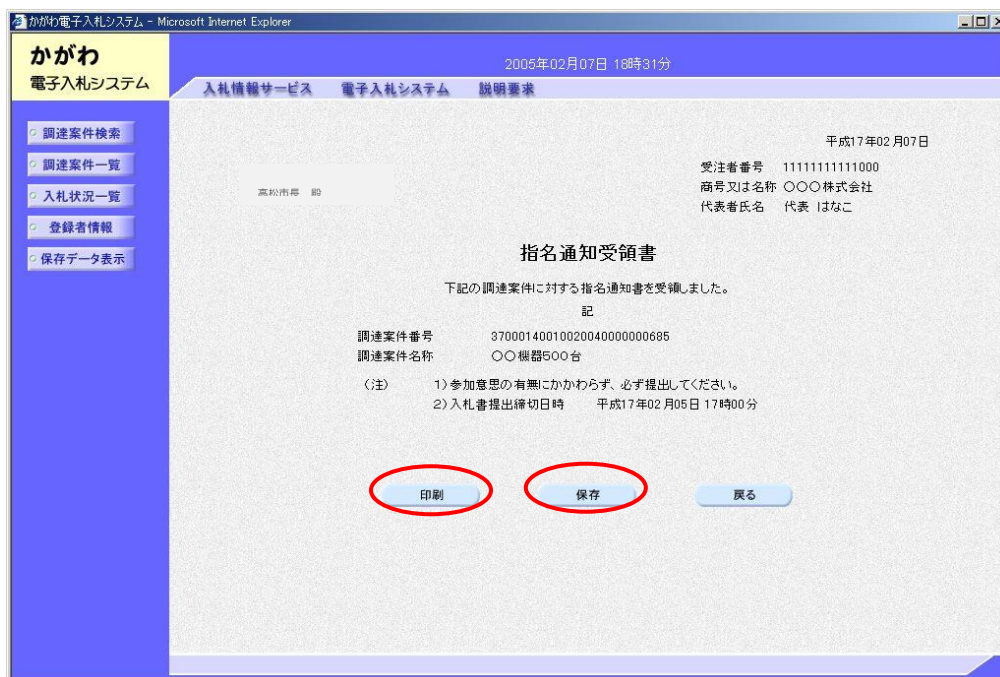 かがわ電子入札システム - Microsoft Internet Explorer
かがわ
電子入札システム
2005年02月07日 18時31分
入札情報サービス 電子入札システム 説明要求
調達案件検索
調達案件一覧
入札状況一覧
登録者情報
保存データ表示
平成17年02月07日
受注者番号 11111111111000
商号又は名称 〇〇〇株式会社
代表者氏名 代表 はなこ
高松市長 殿
指名通知受領書
下記の調達案件に対する指名通知書を受領しました。
記
調達案件番号 37000140010020040000000685
調達案件名称 〇〇機器500台
(注) 1)参加意思の有無にかかわらず、必ず提出してください。
2)入札書提出締切日時 平成17年02月05日 17時00分
印刷 保存 戻る